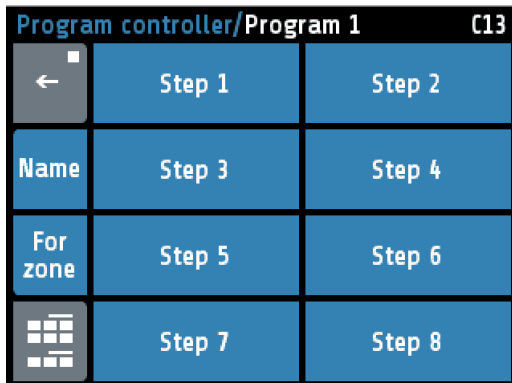 Program controller/Program 1 C13
← Step 1 Step 2
Name Step 3 Step 4
For zone Step 5 Step 6
Step 7 Step 8